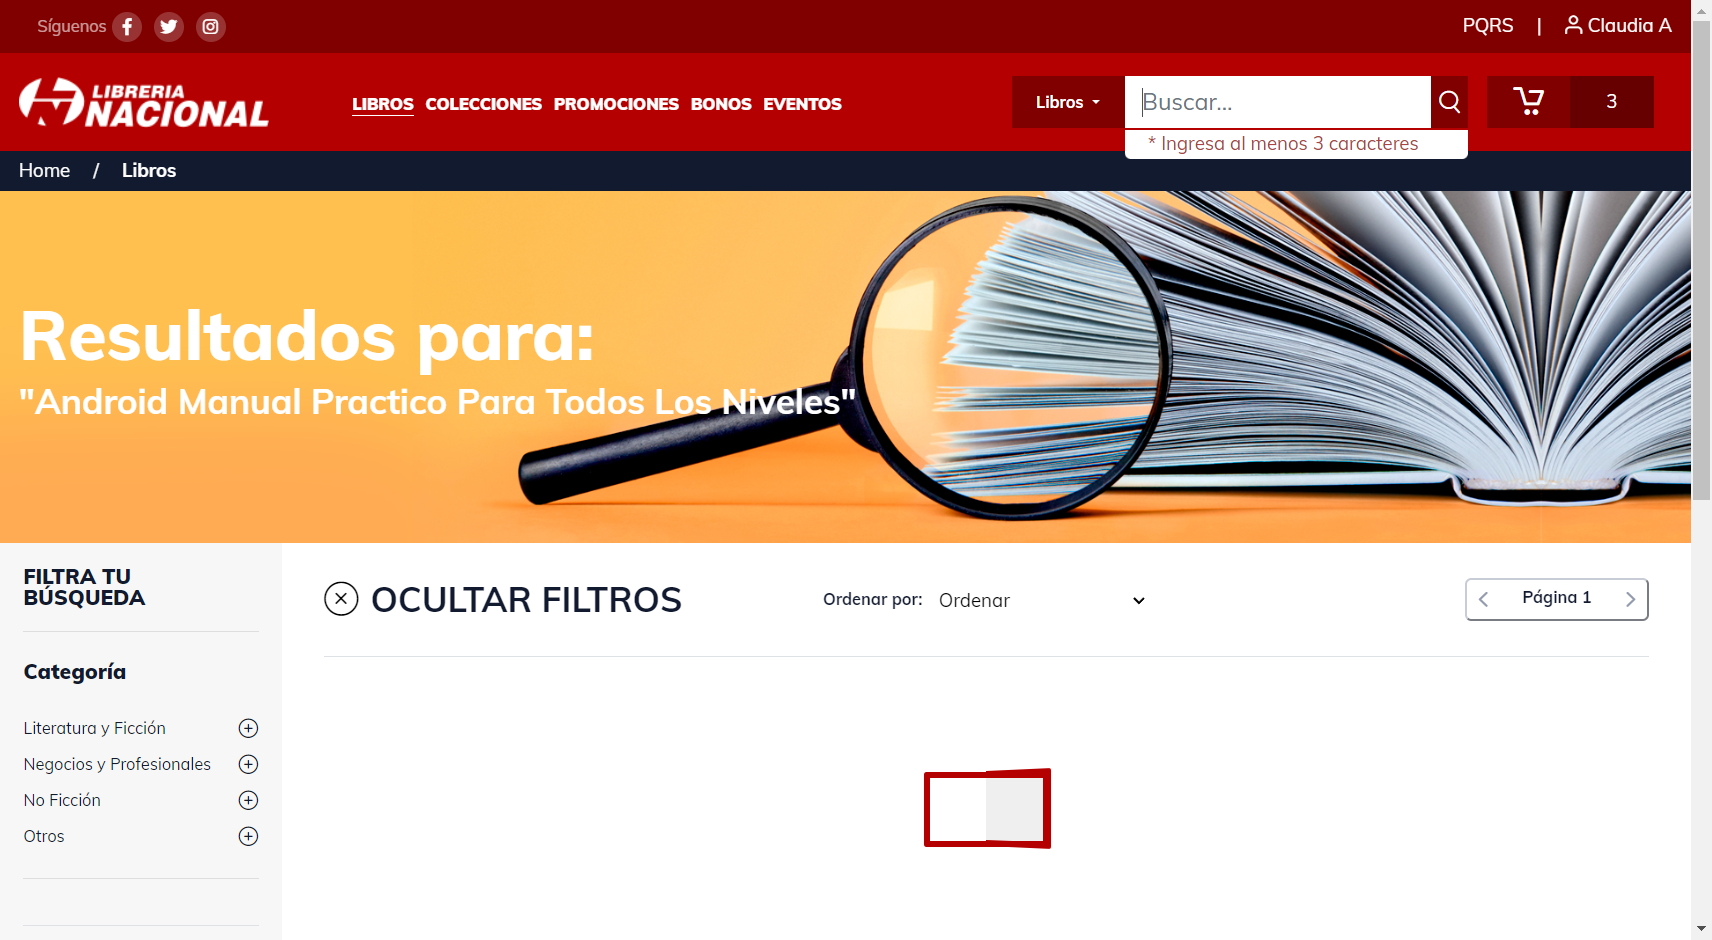 Síguenos
PQRS | Claudia A
LIBRERIA
NACIONAL
LIBROS COLECCIONES PROMOCIONES BONOS EVENTOS
Libros
Buscar...
3
* Ingresa al menos 3 caracteres
Home / Libros
Resultados para:
"Android Manual Practico Para Todos Los Niveles"
FILTRA TU
BÚSQUEDA
OCULTAR FILTROS
Ordenar por: Ordenar
Página 1
Categoría
Literatura y Ficción
Negocios y Profesionales
No Ficción
Otros